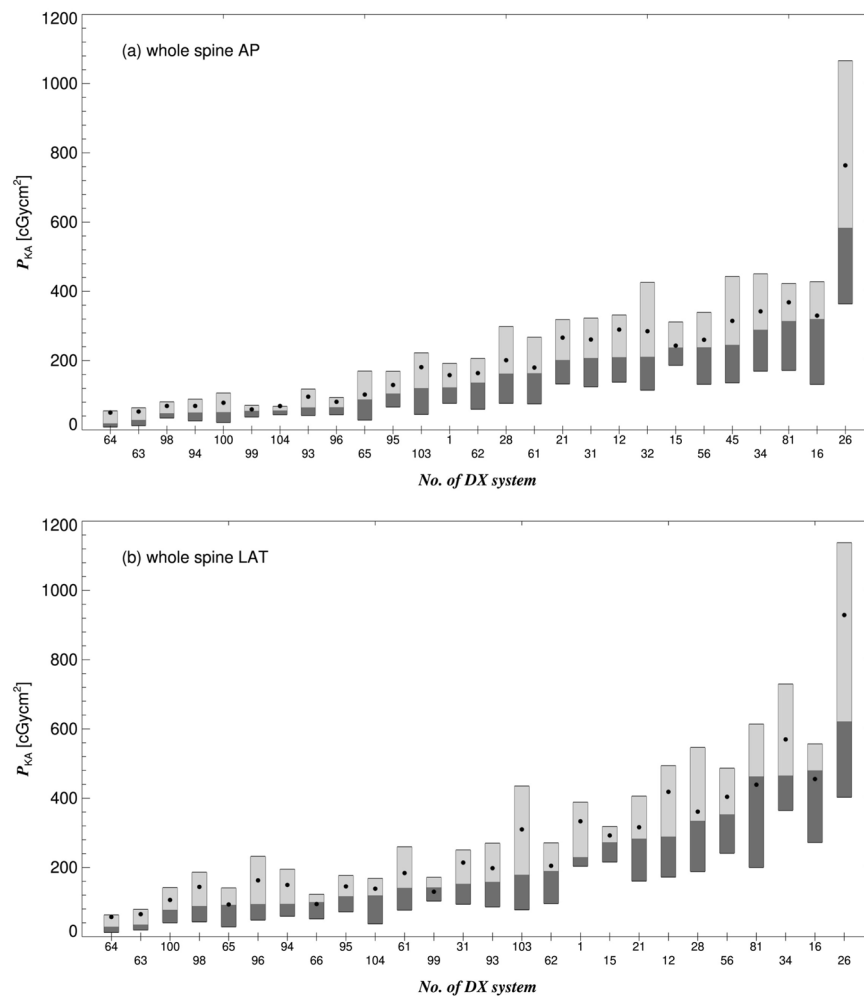 1200
(a) whole spine AP
1000
800
600
400
200
0
P_KA [cGycm²]
64 98 100 104 96 95 1 28 21 12 15 45 81 26
63 94 99 93 65 103 62 61 31 32 56 34 16
No. of DX system
1200
(b) whole spine LAT
1000
800
600
400
200
0
P_KA [cGycm²]
64 100 65 94 95 61 31 103 1 21 28 81 16
63 98 96 66 104 99 93 62 15 12 56 34 26
No. of DX system